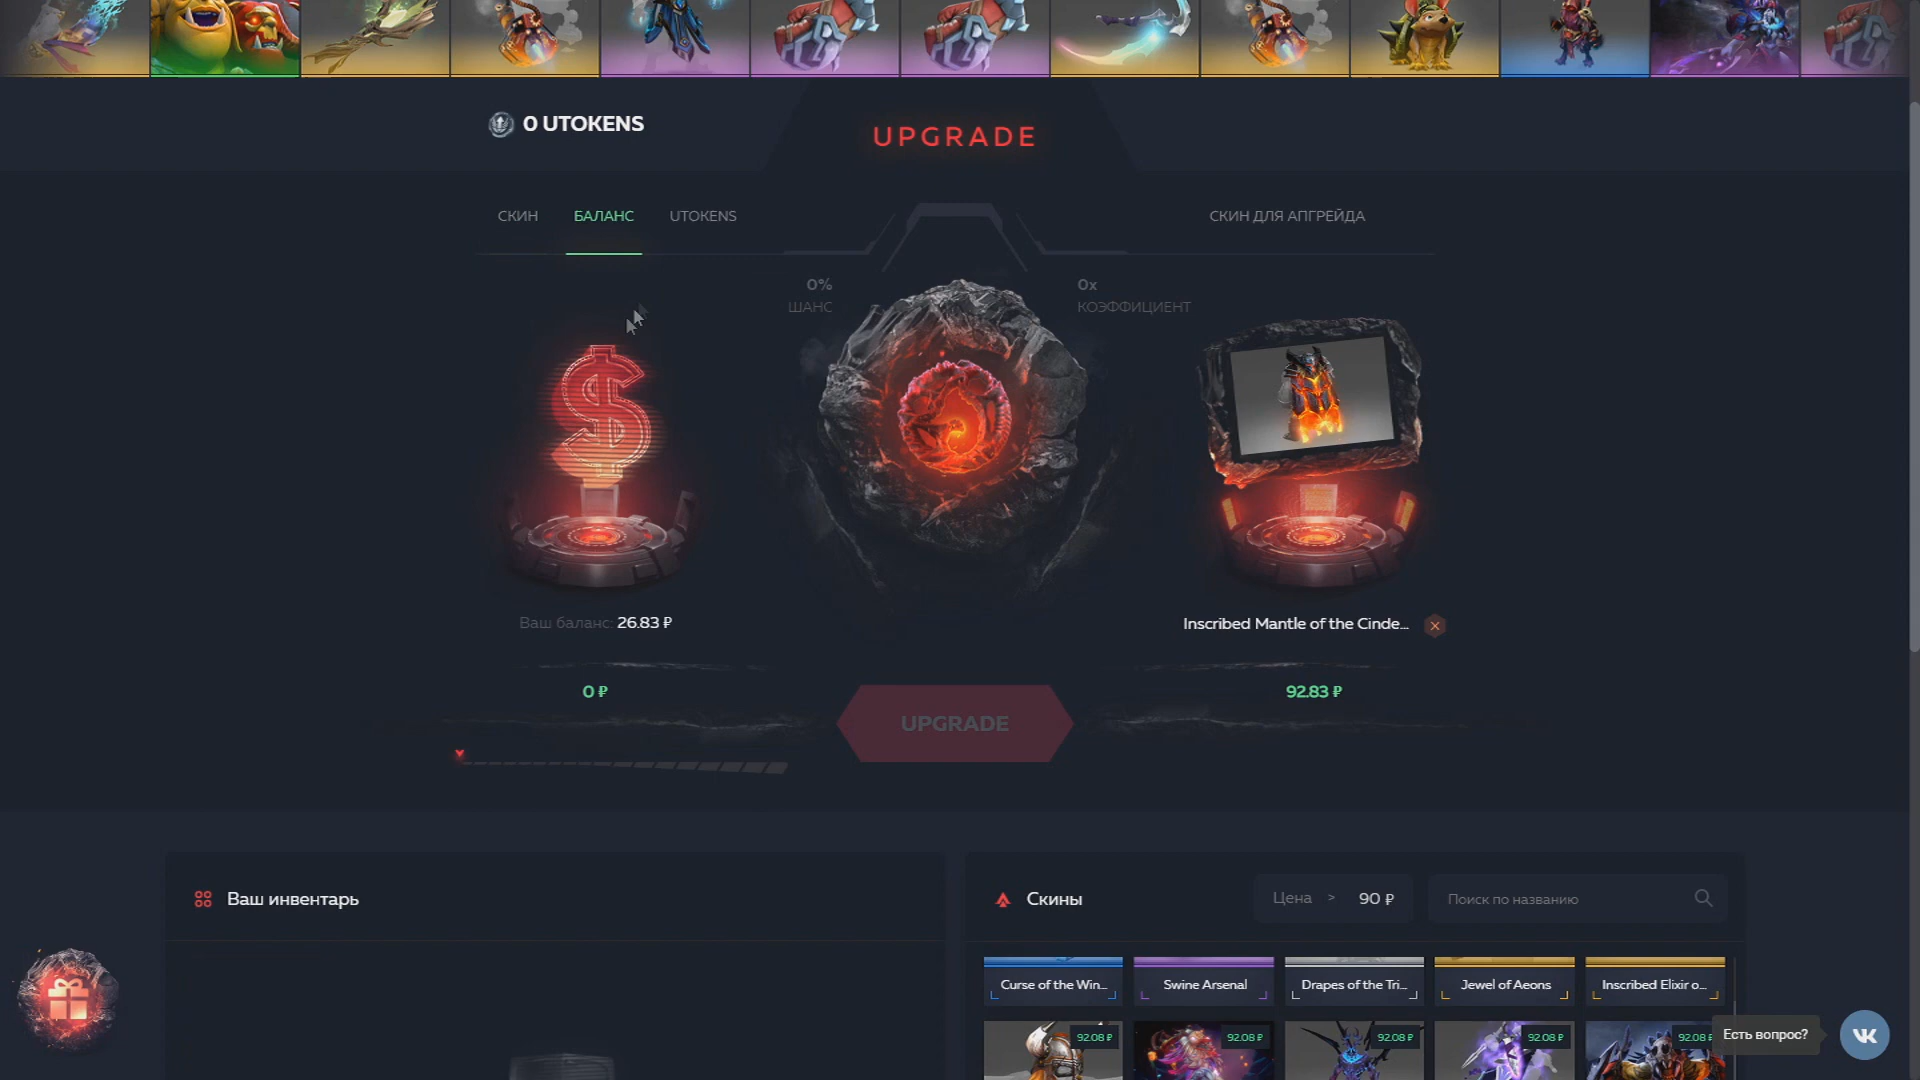 0 UTOKENS
UPGRADE
СКИН
БАЛАНС
UTOKENS
СКИН ДЛЯ АПГРЕЙДА
0%
ШАНС
0x
КОЭФФИЦИЕНТ
Ваш баланс: 26.83 ₽
Inscribed Mantle of the Cinde...
0 ₽
92.83 ₽
UPGRADE
Ваш инвентарь
Скины
Цена > 90 ₽
Поиск по названию
Curse of the Win...
Swine Arsenal
Drapes of the Tri...
Jewel of Aeons
Inscribed Elixir o...
92.08 ₽
92.08 ₽
92.08 ₽
92.08 ₽
92.08 ₽
Есть вопрос?